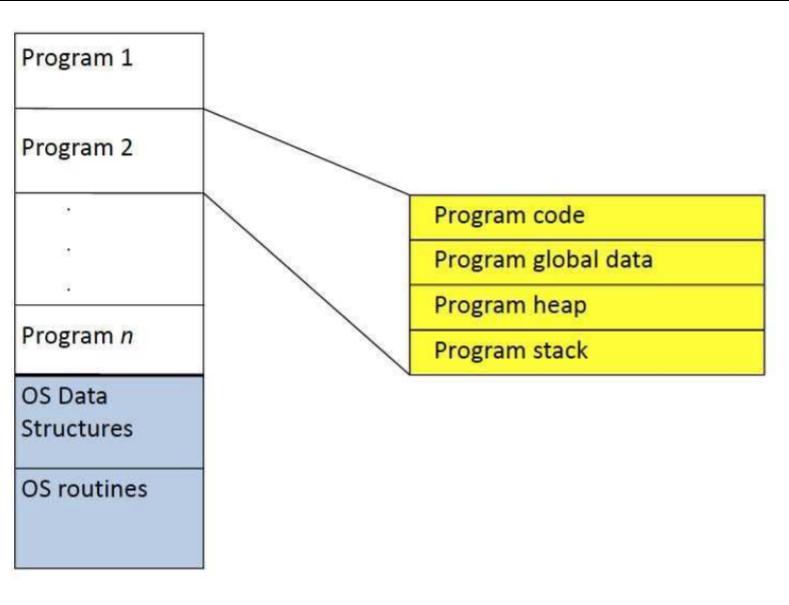 Program 1
Program 2
.
.
.
Program n
OS Data
Structures
OS routines
Program code
Program global data
Program heap
Program stack